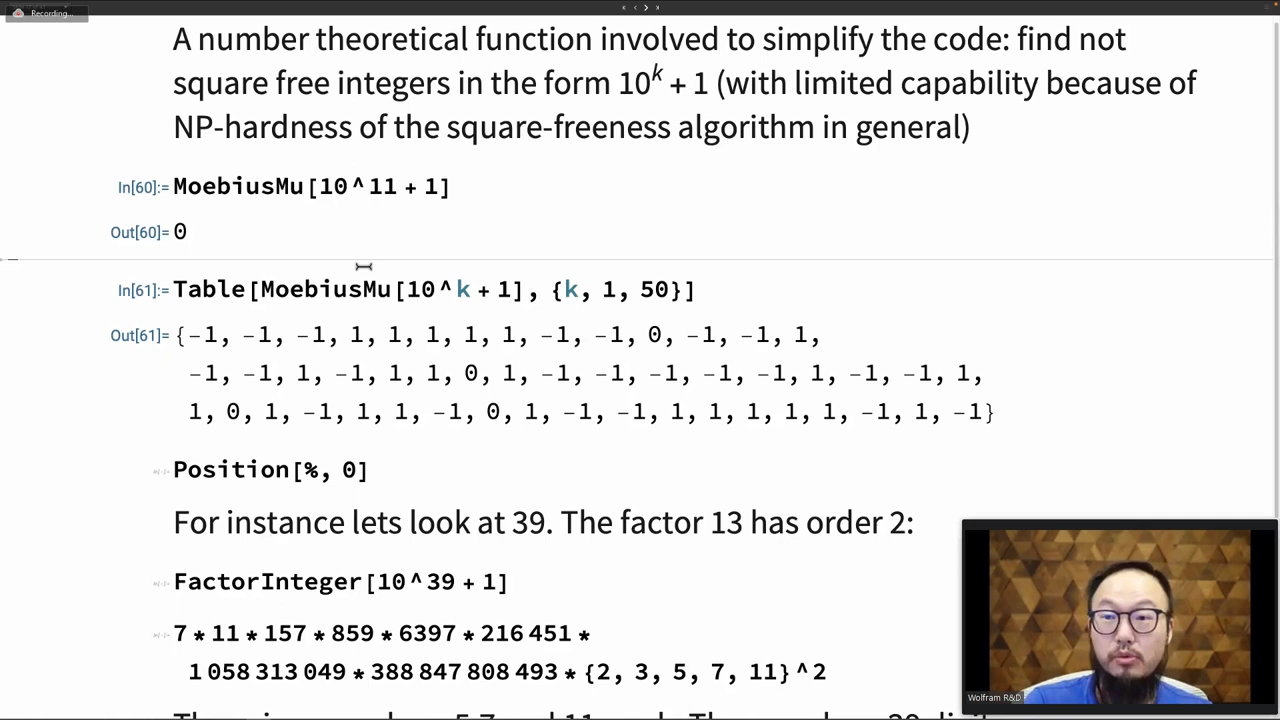 Recording...
A number theoretical function involved to simplify the code: find not
square free integers in the form 10^k + 1 (with limited capability because of
NP-hardness of the square-freeness algorithm in general)
In[60]:= MoebiusMu[10^11 + 1]
Out[60]= 0
In[61]:= Table[MoebiusMu[10^k + 1], {k, 1, 50}]
Out[61]= {-1, -1, -1, 1, 1, 1, 1, 1, -1, -1, 0, -1, -1, 1,
-1, -1, 1, -1, 1, 1, 0, 1, -1, -1, -1, -1, -1, 1, -1, -1, 1,
1, 0, 1, -1, 1, 1, -1, 0, 1, -1, -1, 1, 1, 1, 1, 1, -1, 1, -1}
Position[%, 0]
For instance lets look at 39. The factor 13 has order 2:
FactorInteger[10^39 + 1]
7*11*157*859*6397*216 451*
1 058 313 049*388 847 808 493*{2, 3, 5, 7, 11}^2
Wolfram R&D